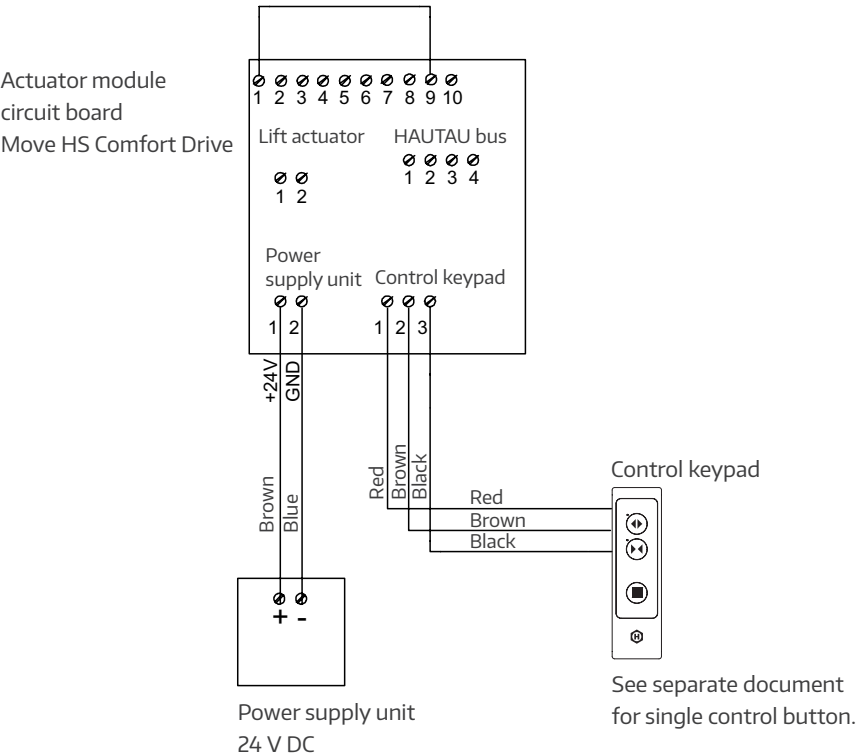 Actuator module
circuit board
Move HS Comfort Drive
1 2 3 4 5 6 7 8 9 10
Lift actuator
HAUTAU bus
1 2
1 2 3 4
Power
supply unit
Control keypad
1 2
1 2 3
+24V
GND
Brown
Blue
Red
Brown
Black
Red
Brown
Black
Control keypad
H
+ -
Power supply unit
24 V DC
See separate document
for single control button.